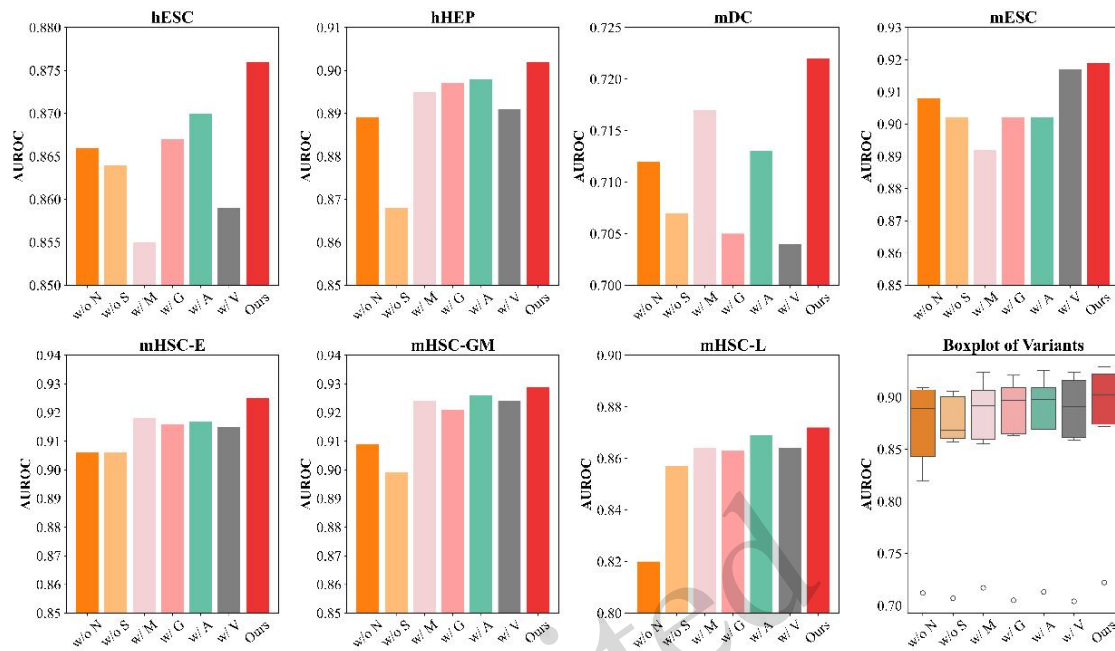 hESC
AUROC
0.880
0.875
0.870
0.865
0.860
0.855
0.850
w/o N
w/o S
w/ M
w/ G
w/ A
w/ V
Ours
hHEP
AUROC
0.91
0.90
0.89
0.88
0.87
0.86
0.85
w/o N
w/o S
w/ M
w/ G
w/ A
w/ V
Ours
mDC
AUROC
0.725
0.720
0.715
0.710
0.705
0.700
w/o N
w/o S
w/ M
w/ G
w/ A
w/ V
Ours
mESC
AUROC
0.93
0.92
0.91
0.90
0.89
0.88
0.87
0.86
0.85
w/o N
w/o S
w/ M
w/ G
w/ A
w/ V
Ours
mHSC-E
AUROC
0.94
0.93
0.92
0.91
0.90
0.89
0.88
0.87
0.86
0.85
w/o N
w/o S
w/ M
w/ G
w/ A
w/ V
Ours
mHSC-GM
AUROC
0.94
0.93
0.92
0.91
0.90
0.89
0.88
0.87
0.86
0.85
w/o N
w/o S
w/ M
w/ G
w/ A
w/ V
Ours
mHSC-L
AUROC
0.90
0.88
0.86
0.84
0.82
0.80
w/o N
w/o S
w/ M
w/ G
w/ A
w/ V
Ours
Boxplot of Variants
AUROC
0.90
0.85
0.80
0.75
0.70
w/o N
w/o S
w/ M
w/ G
w/ A
w/ V
Ours